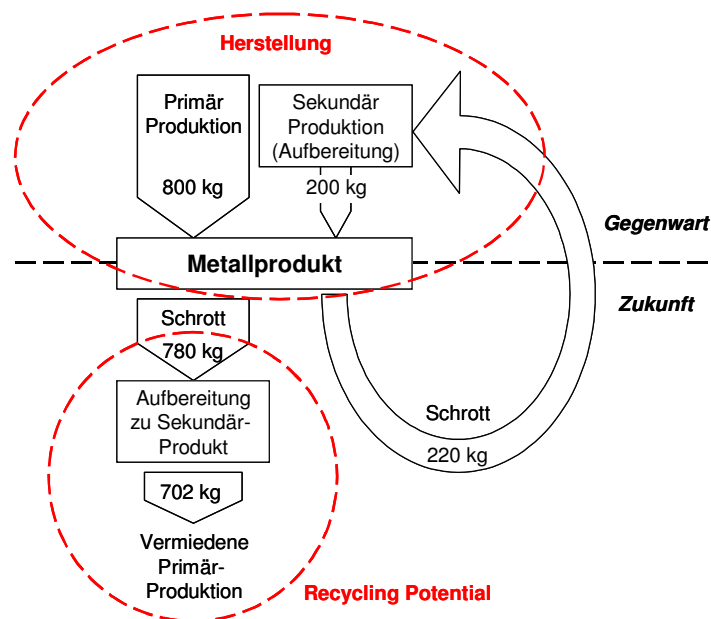 Herstellung
Primär
Produktion
800 kg
Sekundär
Produktion
(Aufbereitung)
200 kg
Gegenwart
Metallprodukt
Zukunft
Schrott
780 kg
Aufbereitung
zu Sekundär-
Produkt
Schrott
220 kg
702 kg
Vermiedene
Primär-
Produktion
Recycling Potential